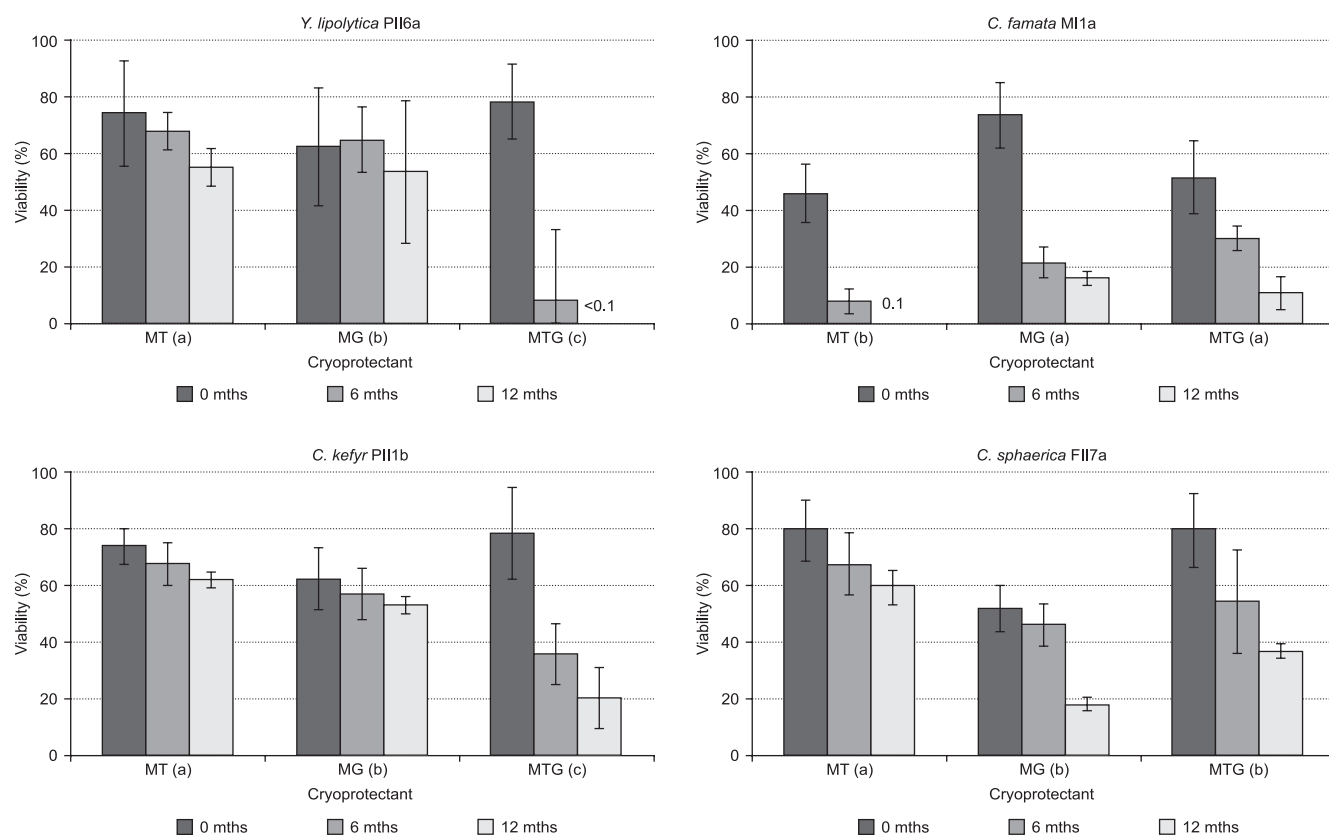 Y. lipolytica PII6a
100
80
60
40
20
0
Viability (%)
<0.1
MT (a) MG (b) MTG (c)
Cryoprotectant
0 mths 6 mths 12 mths
C. famata MI1a
100
80
60
40
20
0
Viability (%)
0.1
MT (b) MG (a) MTG (a)
Cryoprotectant
0 mths 6 mths 12 mths
C. kefyr PII1b
100
80
60
40
20
0
Viability (%)
MT (a) MG (b) MTG (c)
Cryoprotectant
0 mths 6 mths 12 mths
C. sphaerica FII7a
100
80
60
40
20
0
Viability (%)
MT (a) MG (b) MTG (b)
Cryoprotectant
0 mths 6 mths 12 mths